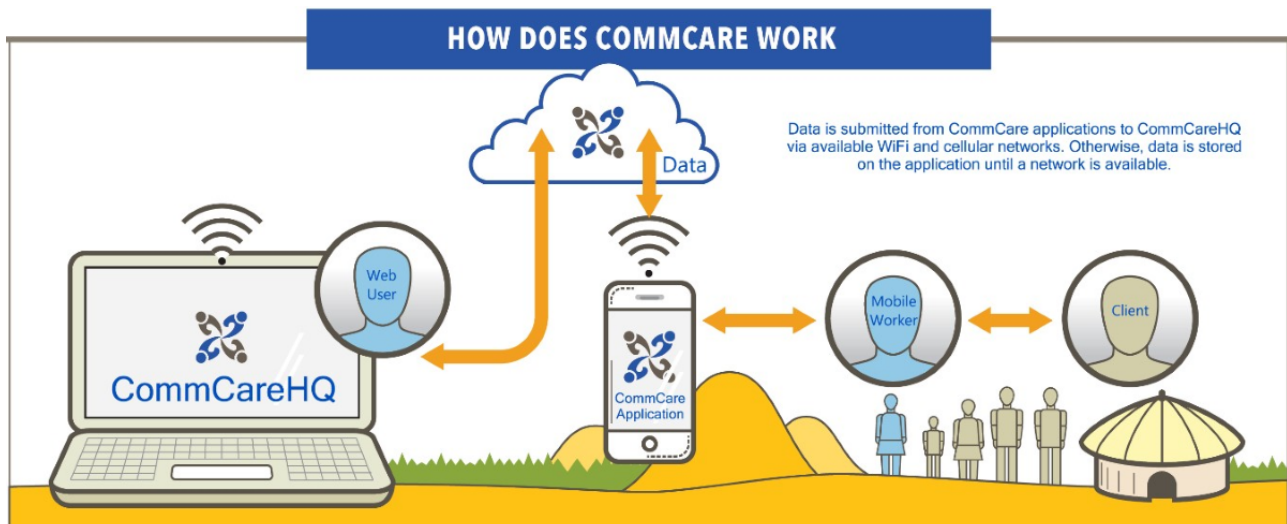 HOW DOES COMMCARE WORK
Data is submitted from CommCare applications to CommCareHQ
via available WiFi and cellular networks. Otherwise, data is stored
on the application until a network is available.
Data
Web
User
CommCareHQ
CommCare
Application
Mobile
Worker
Client